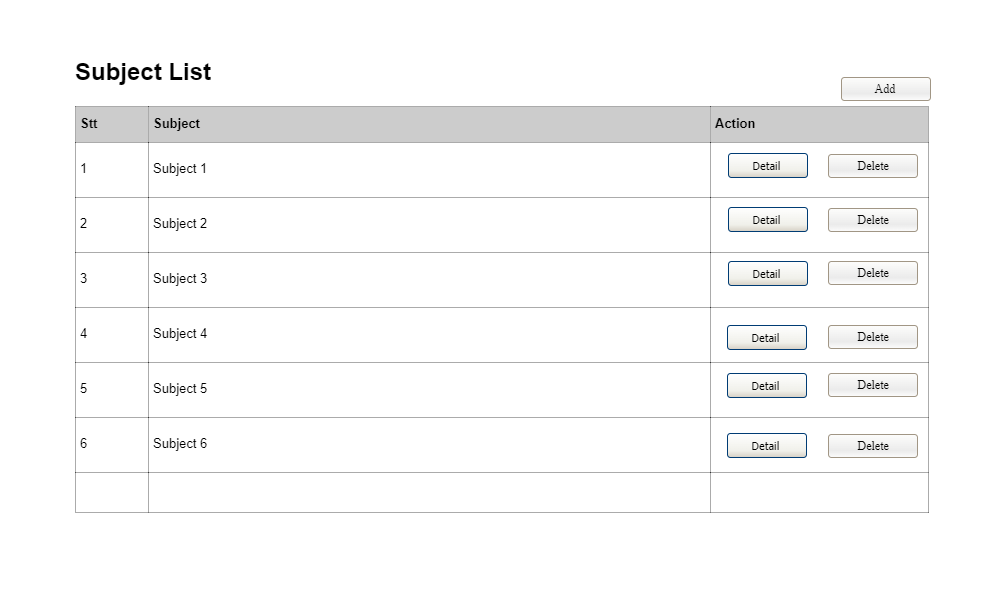 Subject List
Add
Stt Subject Action
1 Subject 1 Detail Delete
2 Subject 2 Detail Delete
3 Subject 3 Detail Delete
4 Subject 4 Detail Delete
5 Subject 5 Detail Delete
6 Subject 6 Detail Delete